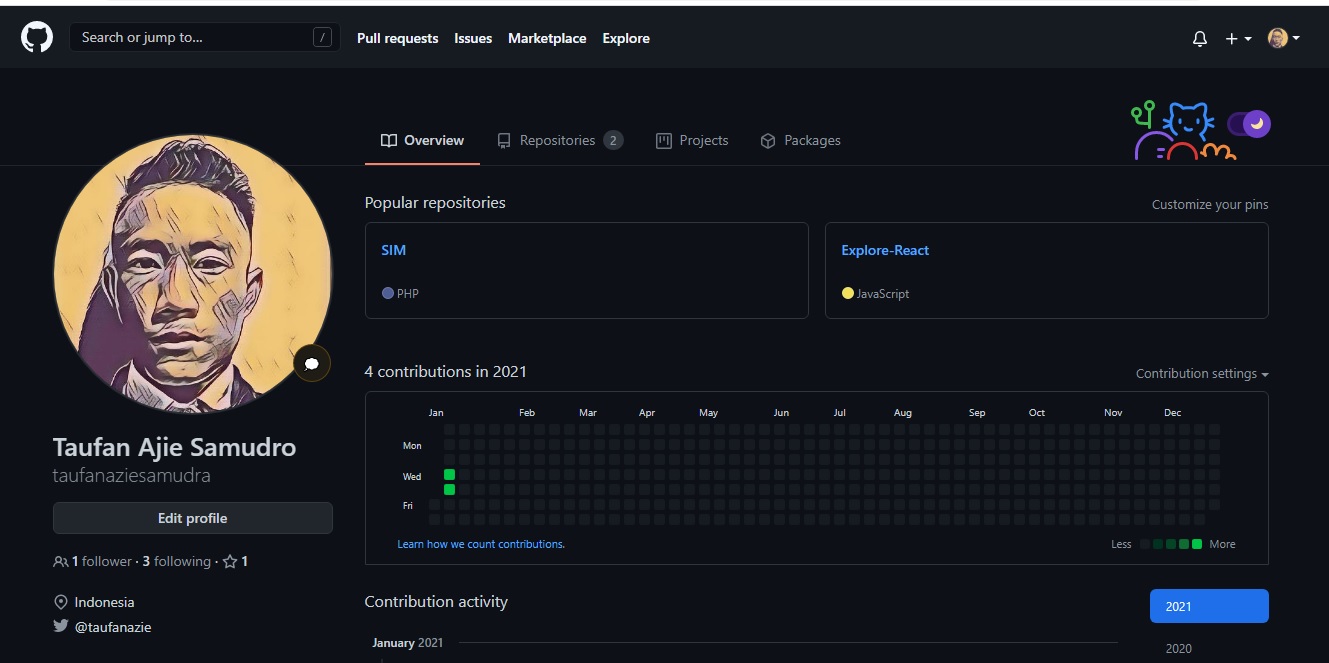 Search or jump to... /
Pull requests Issues Marketplace Explore
Overview Repositories 2 Projects Packages
Popular repositories Customize your pins
SIM
PHP
Explore-React
JavaScript
4 contributions in 2021 Contribution settings
Jan Feb Mar Apr May Jun Jul Aug Sep Oct Nov Dec
Mon
Wed
Fri
Learn how we count contributions. Less More
Taufan Ajie Samudro
taufanaziesamudra
Edit profile
1 follower · 3 following · 1
Indonesia
@taufanazie
Contribution activity
2021
January 2021
2020